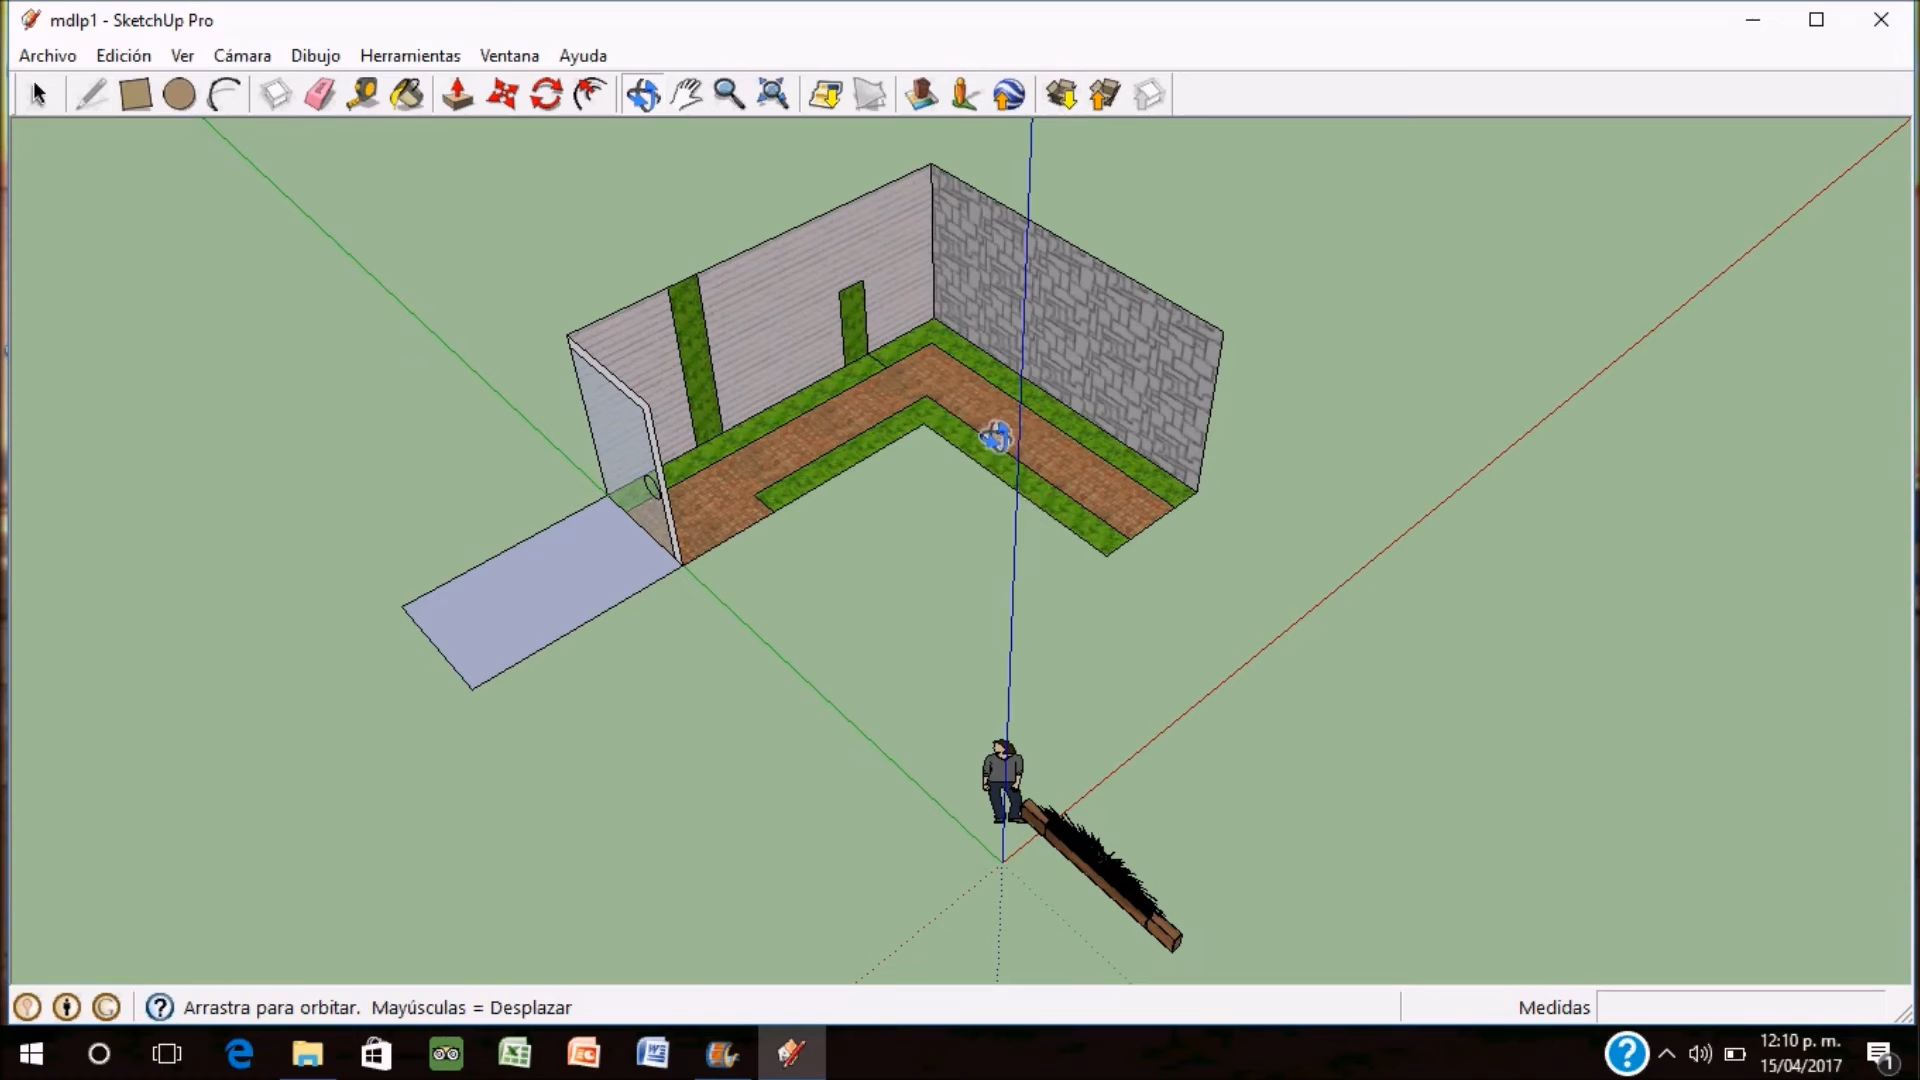 mdlp1 - SketchUp Pro
Archivo Edición Ver Cámara Dibujo Herramientas Ventana Ayuda
Arrastra para orbitar. Mayúsculas = Desplazar
Medidas
12:10 p. m.
15/04/2017
1